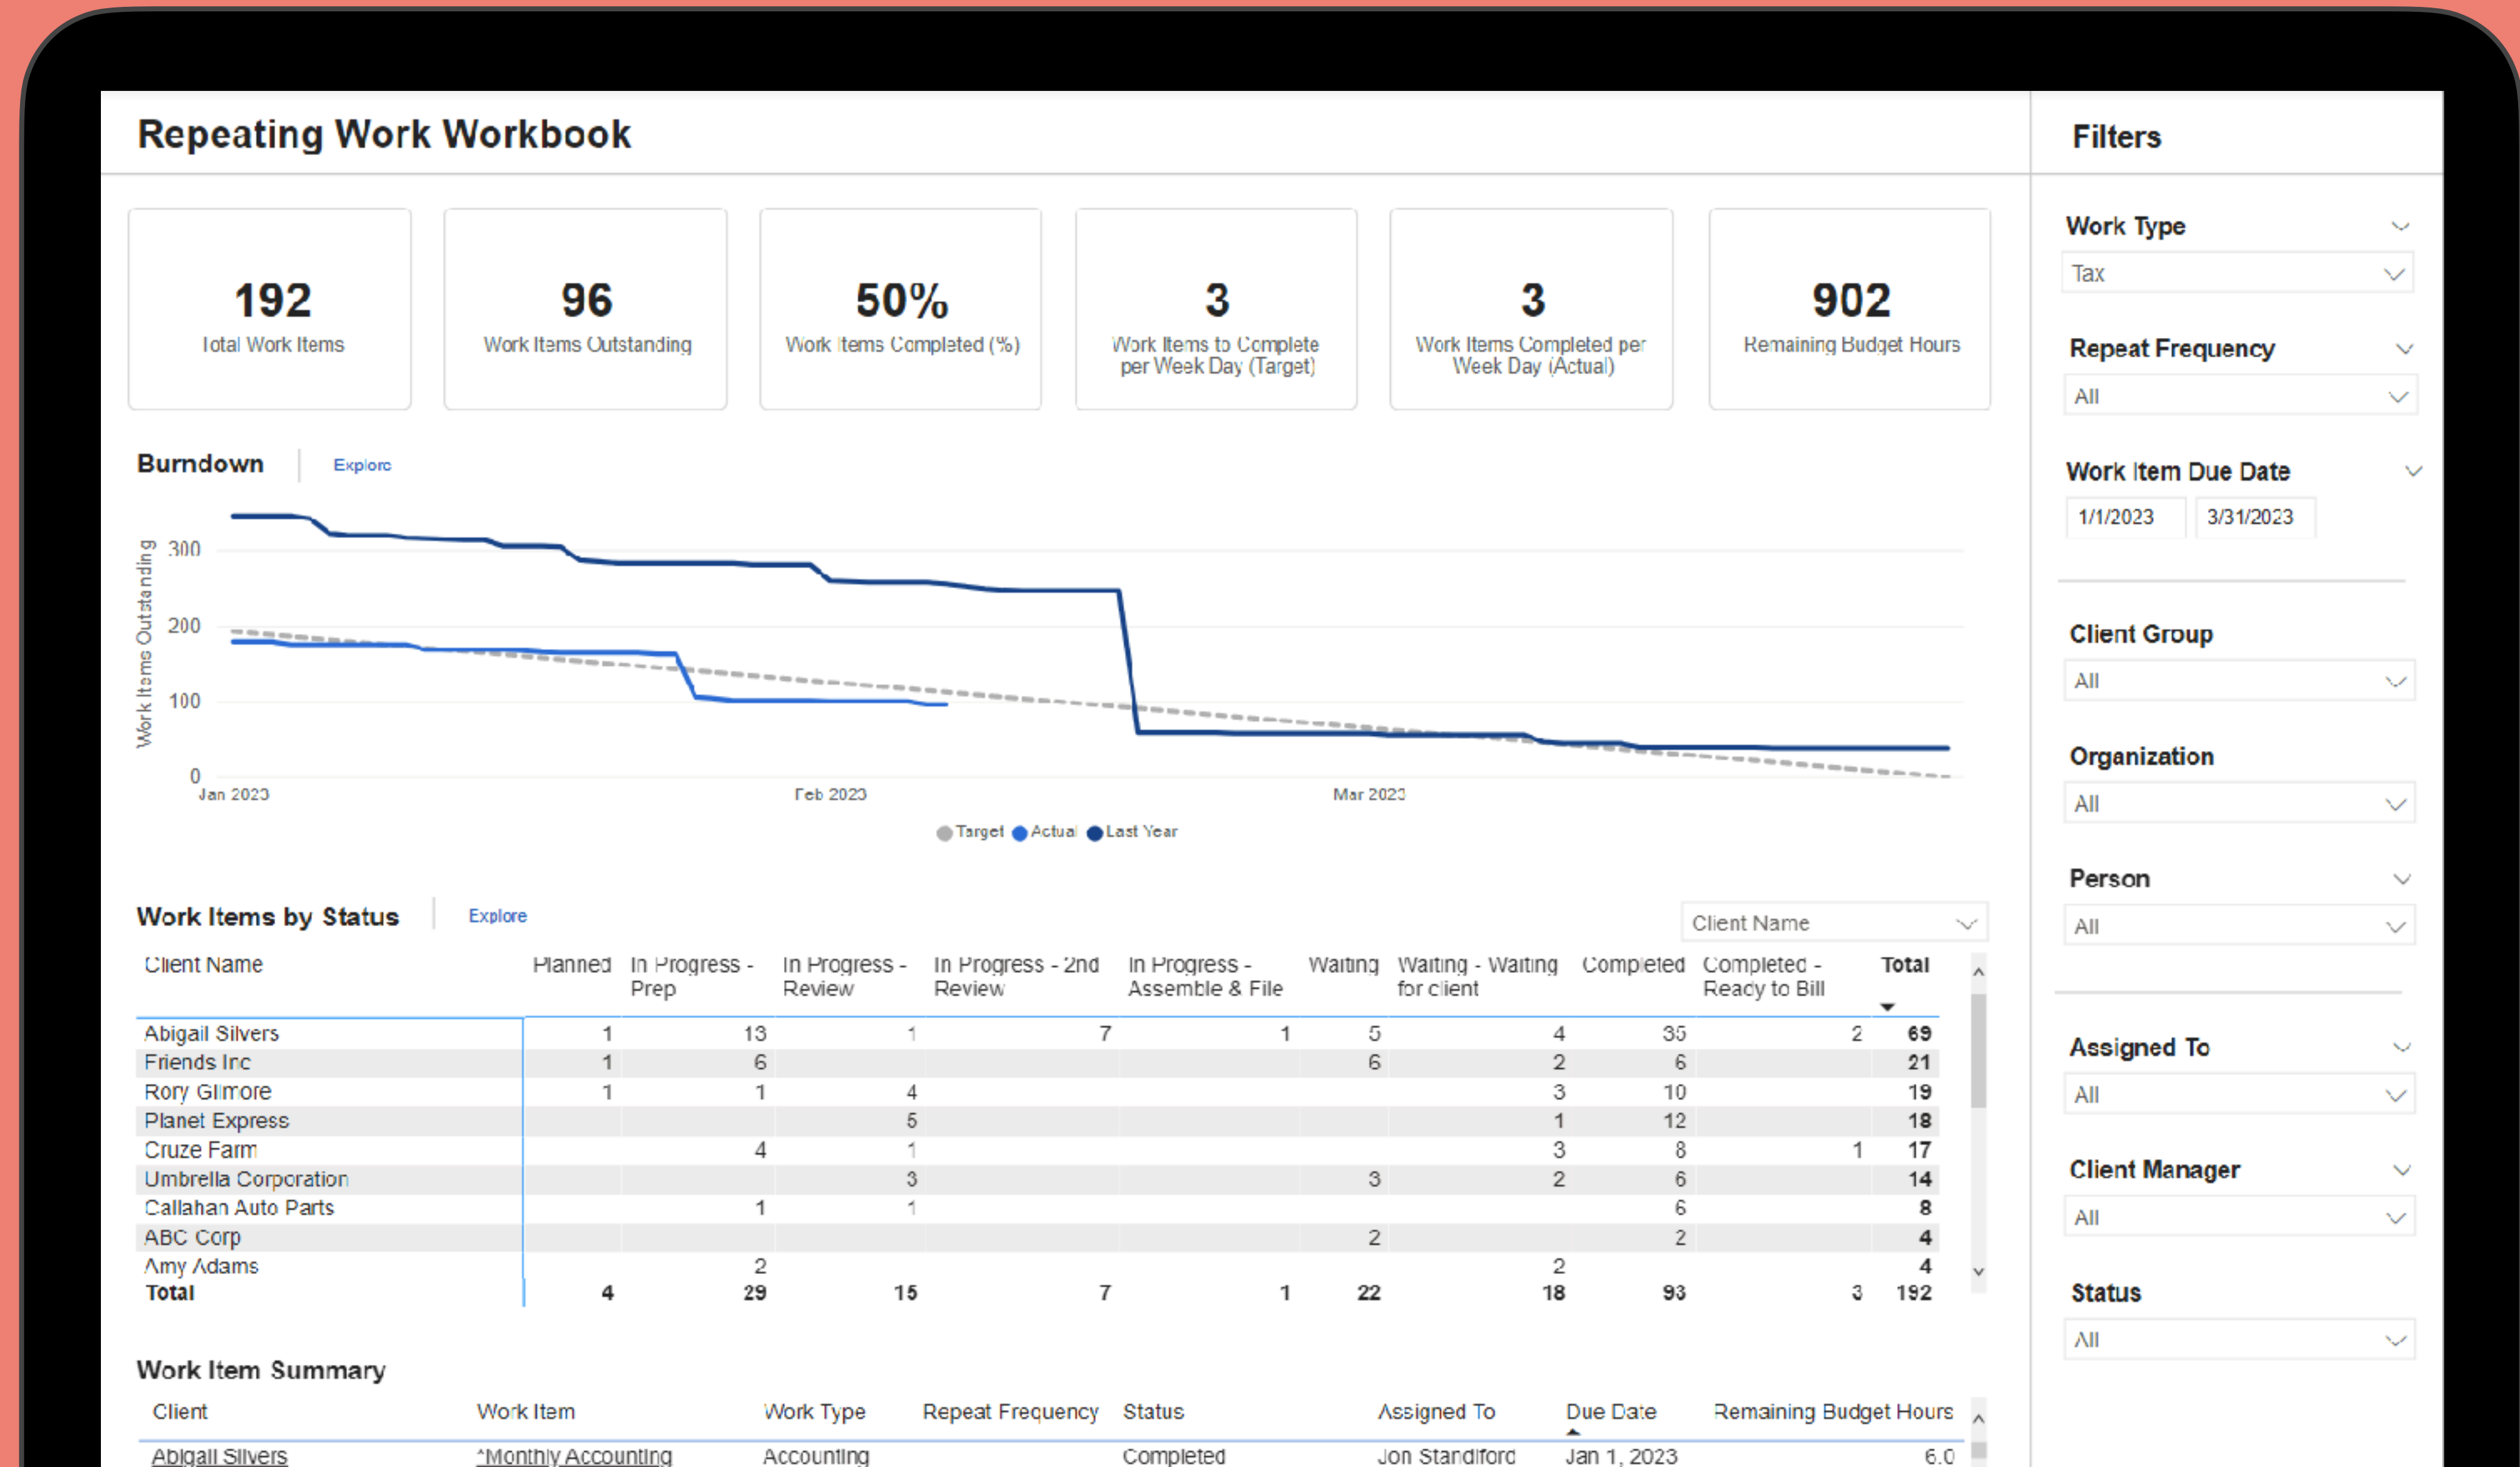 Repeating Work Workbook
192
Total Work Items
96
Work Items Outstanding
50%
Work Items Completed (%)
3
Work Items to Complete
per Week Day (Target)
3
Work Items Completed per
Week Day (Actual)
902
Remaining Budget Hours
Burndown Explore
Work Items Outstanding
300
200
100
0
Jan 2023 Feb 2023 Mar 2023
Target Actual Last Year
Work Items by Status Explore
Client Name
Client Name Planned In Progress - In Progress - In Progress - 2nd In Progress - Waiting Waiting - Waiting Completed Completed - Total
Prep Review Review Assemble & File for client Ready to Bill
Abigail Silvers 1 13 1 7 1 5 4 35 2 69
Friends Inc 1 6 6 2 6 21
Rory Gilmore 1 1 4 3 10 19
Planet Express 5 1 12 18
Cruze Farm 4 1 3 8 1 17
Umbrella Corporation 3 3 2 6 14
Callahan Auto Parts 1 1 6 8
ABC Corp 2 2 4
Amy Adams 2 2 4
Total 4 29 15 7 1 22 18 93 3 192
Work Item Summary
Client Work Item Work Type Repeat Frequency Status Assigned To Due Date Remaining Budget Hours
Abigail Silvers *Monthly Accounting Accounting Completed Jon Standiford Jan 1, 2023 6.0
Filters
Work Type
Tax
Repeat Frequency
All
Work Item Due Date
1/1/2023 3/31/2023
Client Group
All
Organization
All
Person
All
Assigned To
All
Client Manager
All
Status
All